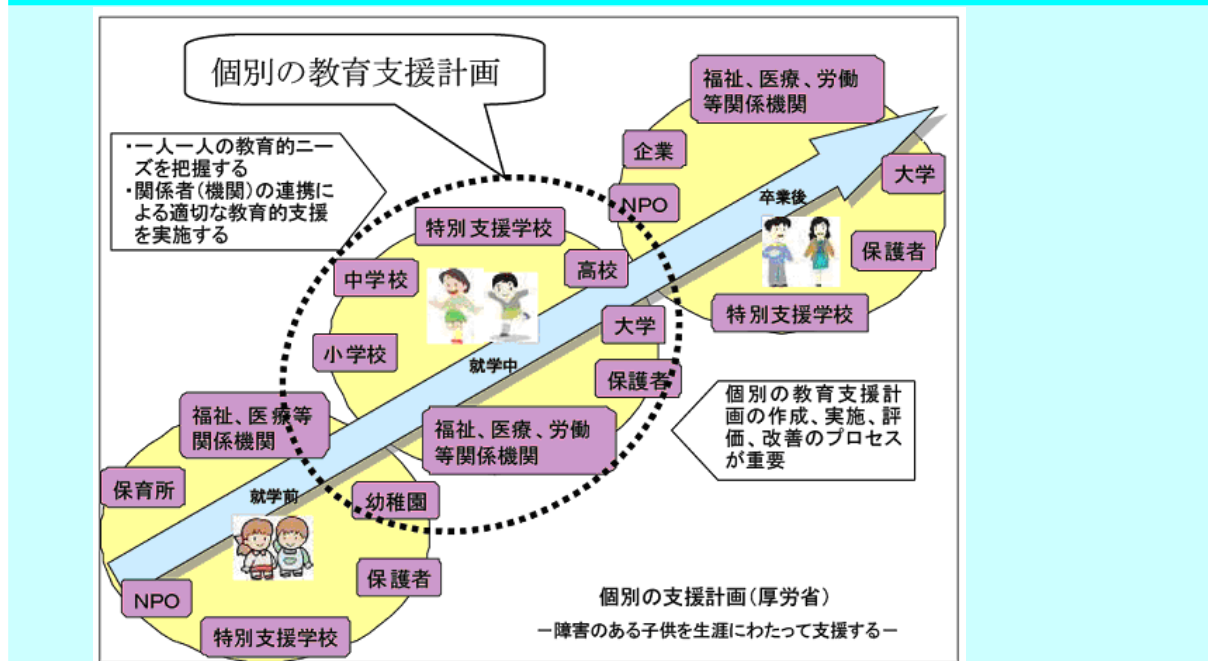 個別の教育支援計画
・一人一人の教育的ニー
ズを把握する
・関係者(機関)の連携に
よる適切な教育的支援
を実施する
福祉、医療、労働
等関係機関
企業
NPO
大学
卒業後
保護者
特別支援学校
特別支援学校
中学校
高校
小学校
大学
就学中
保護者
福祉、医療、労働
等関係機関
個別の教育支援計
画の作成、実施、評
価、改善のプロセス
が重要
福祉、医療等
関係機関
保育所
就学前
幼稚園
保護者
NPO
特別支援学校
個別の支援計画(厚労省)
－障害のある子供を生涯にわたって支援する－